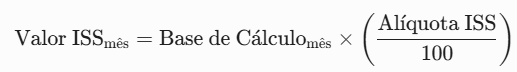 Valor ISS_mês = Base de Cálculo_mês × (Alíquota ISS / 100)